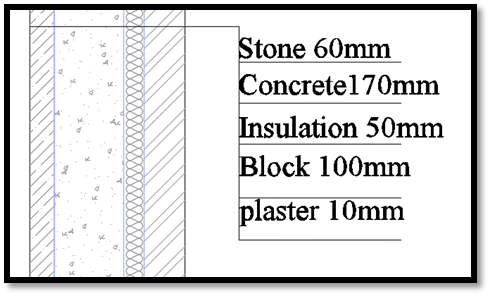 Stone 60mm
Concrete170mm
Insulation 50mm
Block 100mm
plaster 10mm